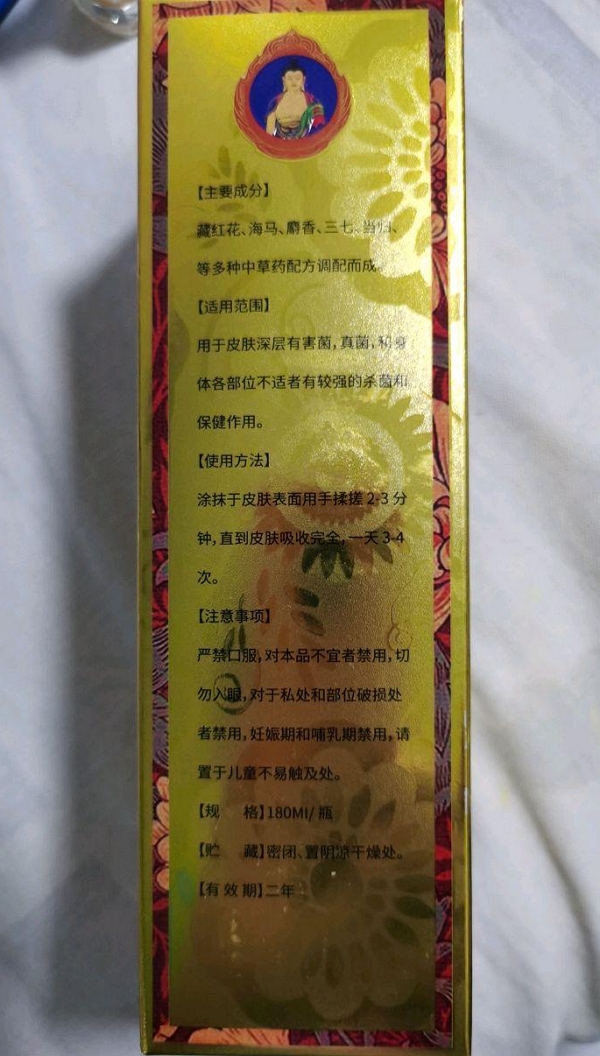 【主要成分】
藏红花、海马、麝香、三七、当归、
等多种中草药配方调配而成。
【适用范围】
用于皮肤深层有害菌,真菌,和身
体各部位不适者有较强的杀菌和
保健作用。
【使用方法】
涂抹于皮肤表面用手揉搓 2-3 分
钟,直到皮肤吸收完全,一天 3-4
次。
【注意事项】
严禁口服,对本品不宜者禁用,切
勿入眼,对于私处和部位破损处
者禁用,妊娠期和哺乳期禁用,请
置于儿童不易触及处。
【规 格】180Ml/ 瓶
【贮 藏】密闭、置阴凉干燥处。
【有 效 期】二年